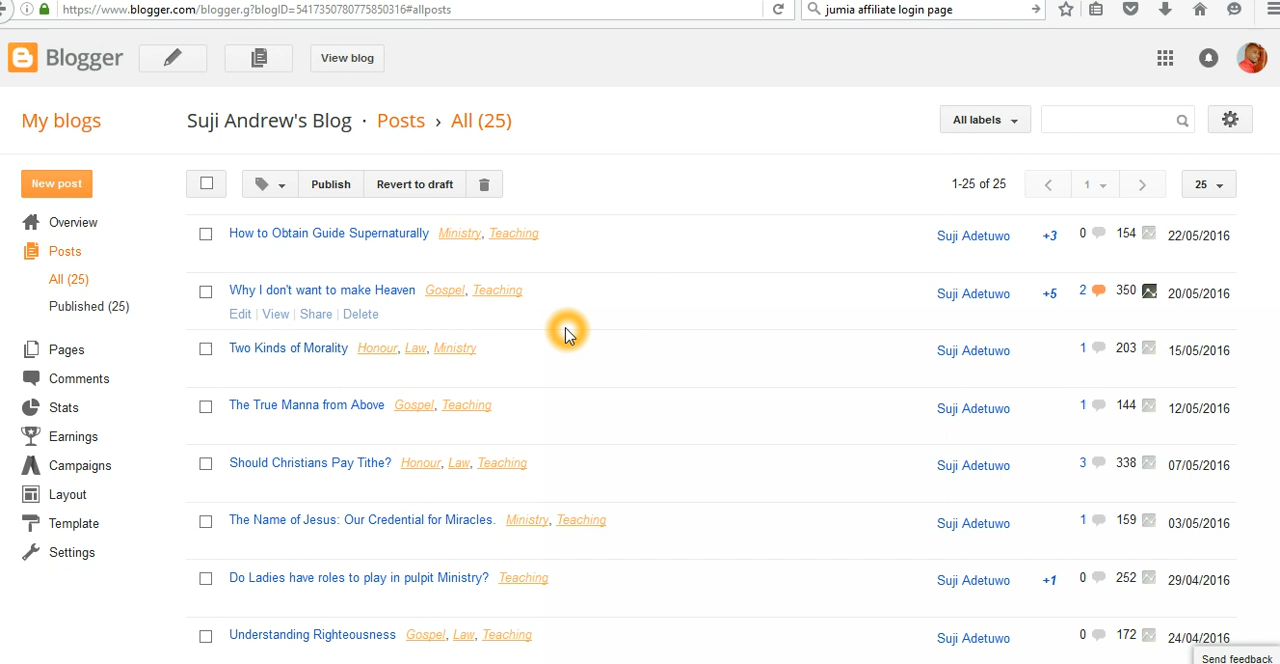 https://www.blogger.com/blogger.g?blogID=5417350780775850316#allposts
jumia affiliate login page
Blogger
View blog
My blogs
Suji Andrew's Blog · Posts › All (25)
All labels
New post
Publish
Revert to draft
1-25 of 25
1
25
Overview
Posts
All (25)
Published (25)
Pages
Comments
Stats
Earnings
Campaigns
Layout
Template
Settings
How to Obtain Guide Supernaturally Ministry, Teaching Suji Adetuwo +3 0 154 22/05/2016
Why I don't want to make Heaven Gospel, Teaching Suji Adetuwo +5 2 350 20/05/2016
Edit | View | Share | Delete
Two Kinds of Morality Honour, Law, Ministry Suji Adetuwo 1 203 15/05/2016
The True Manna from Above Gospel, Teaching Suji Adetuwo 1 144 12/05/2016
Should Christians Pay Tithe? Honour, Law, Teaching Suji Adetuwo 3 338 07/05/2016
The Name of Jesus: Our Credential for Miracles. Ministry, Teaching Suji Adetuwo 1 159 03/05/2016
Do Ladies have roles to play in pulpit Ministry? Teaching Suji Adetuwo +1 0 252 29/04/2016
Understanding Righteousness Gospel, Law, Teaching Suji Adetuwo 0 172 24/04/2016
Send feedback